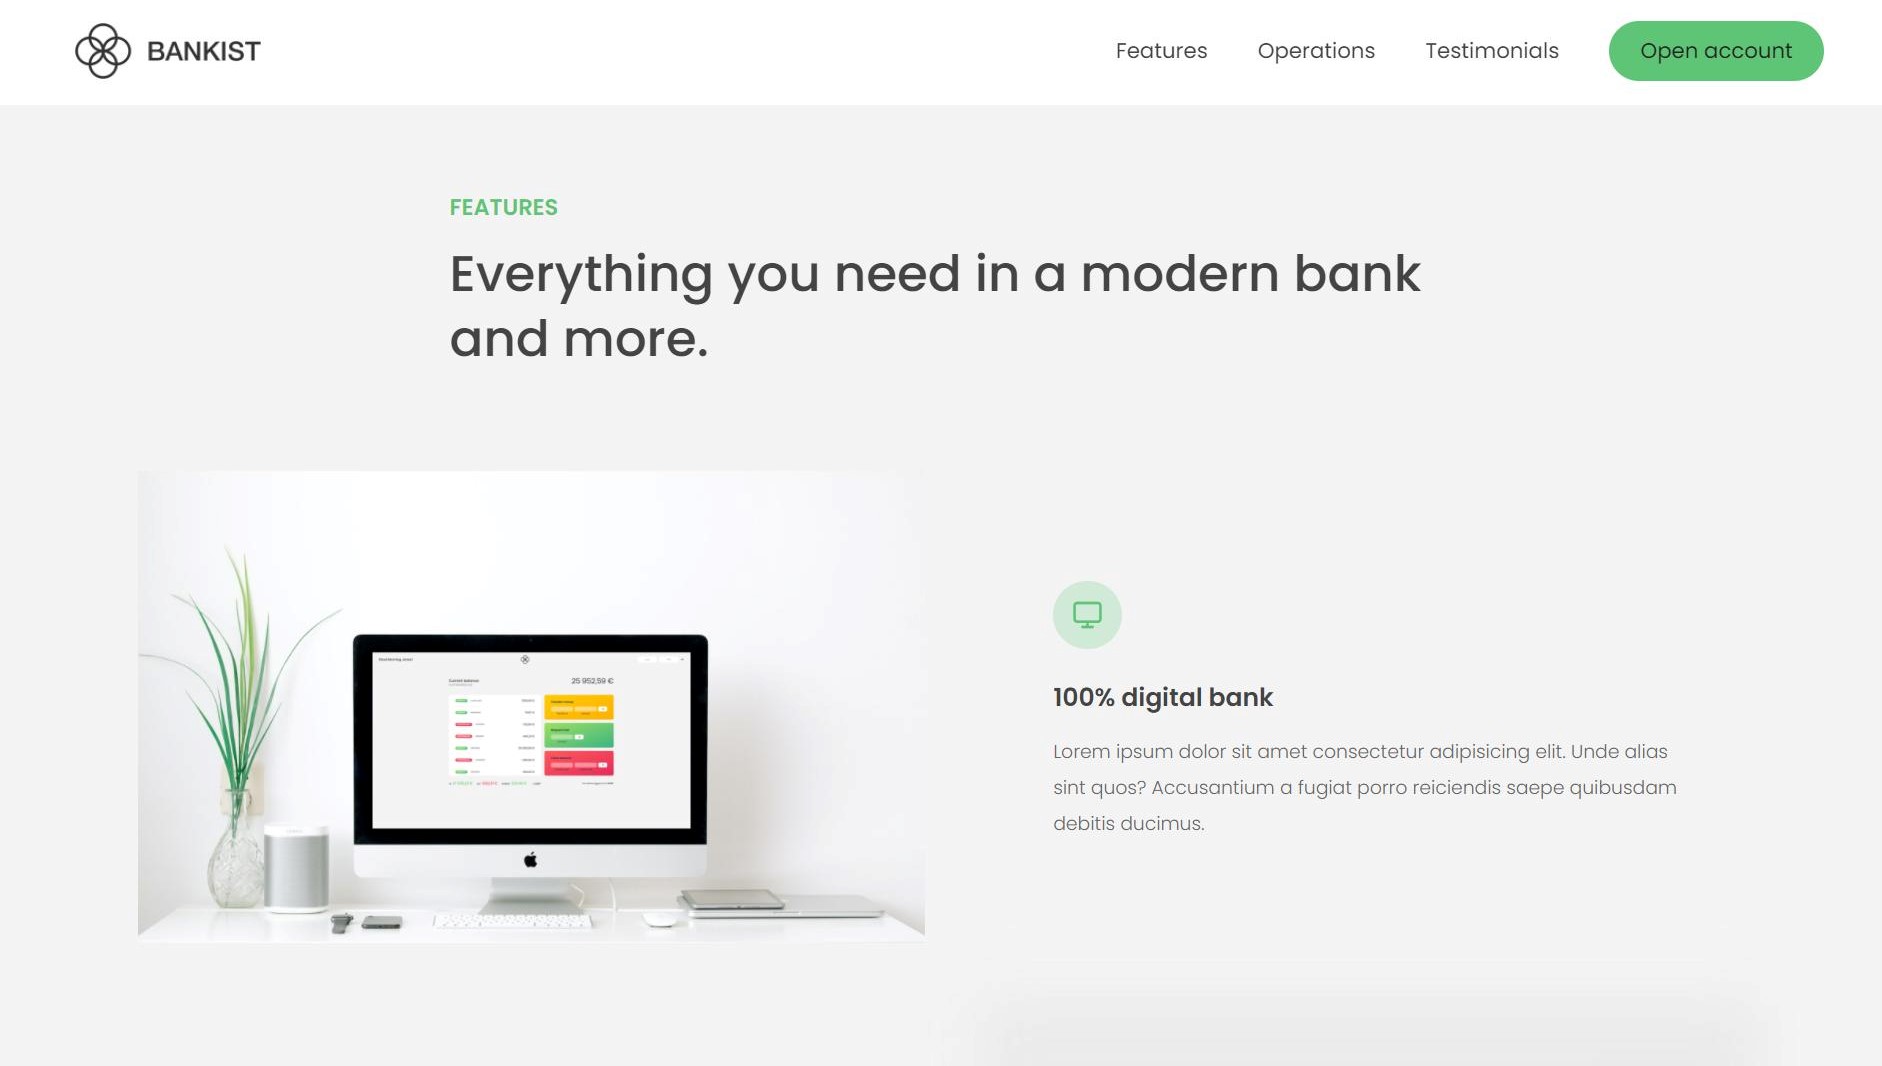 BANKIST
Features
Operations
Testimonials
Open account
FEATURES
Everything you need in a modern bank
and more.
Current balance
25 952,59 €
100% digital bank
Lorem ipsum dolor sit amet consectetur adipisicing elit. Unde alias
sint quos? Accusantium a fugiat porro reiciendis saepe quibusdam
debitis ducimus.